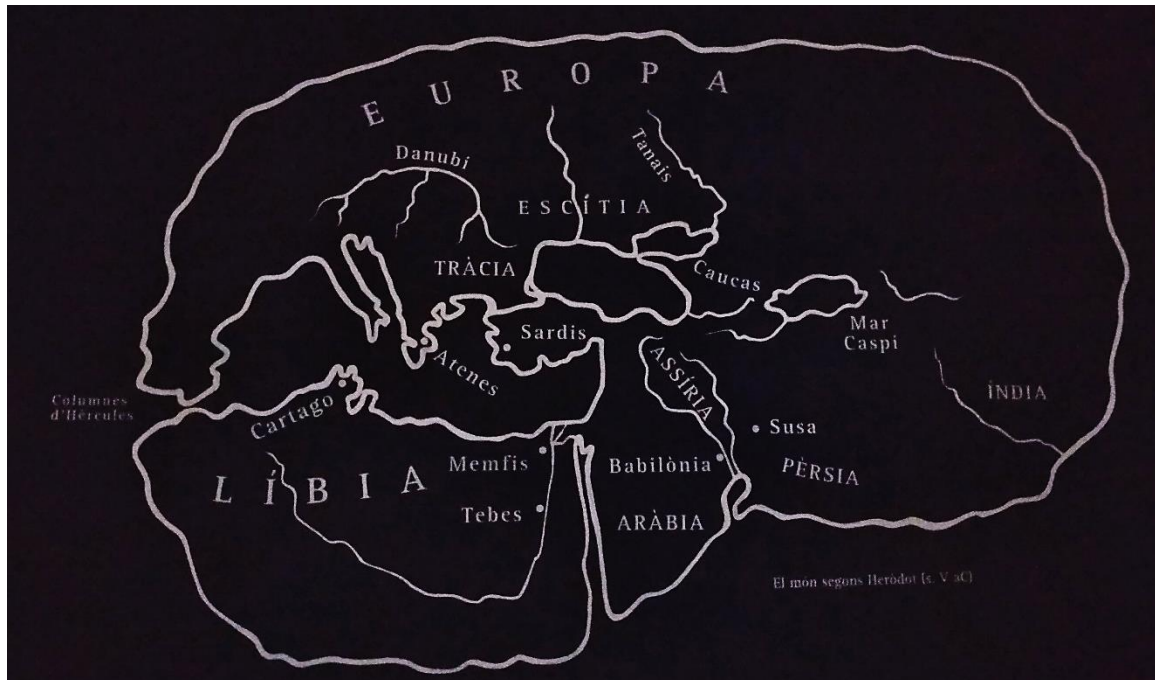 EUROPA
Danubi
Tanais
ESCÍTIA
TRÀCIA
Caucas
Sardis
Mar
Caspi
Atenes
ASSÍRIA
ÍNDIA
Columnes
d'Hèrcules
Cartago
Susa
Memfis
Babilònia
PÈRSIA
LÍBIA
Tebes
ARÀBIA
El món segons Heròdot (s. V aC)